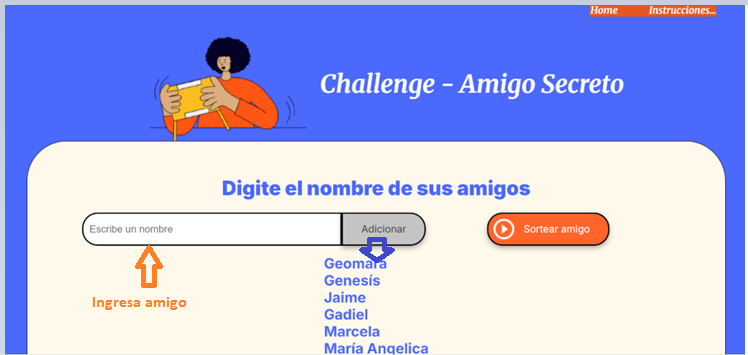 Home Instrucciones...
Challenge - Amigo Secreto
Digite el nombre de sus amigos
Escribe un nombre Adicionar Sortear amigo
Ingresa amigo
Geomara
Genesís
Jaime
Gadiel
Marcela
María Angelica